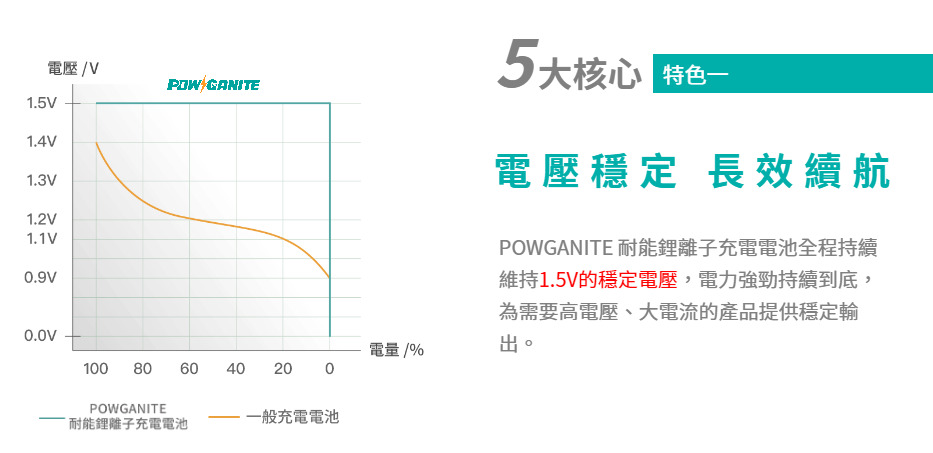 電壓 /V
POWGANITE
1.5V
1.4V
1.3V
1.2V
1.1V
0.9V
0.0V
100 80 60 40 20 0
電量 /%
POWGANITE
耐能鋰離子充電電池
一般充電電池
5大核心 特色一
電壓穩定 長效續航
POWGANITE 耐能鋰離子充電電池全程持續
維持1.5V的穩定電壓，電力強勁持續到底，
為需要高電壓、大電流的產品提供穩定輸
出。